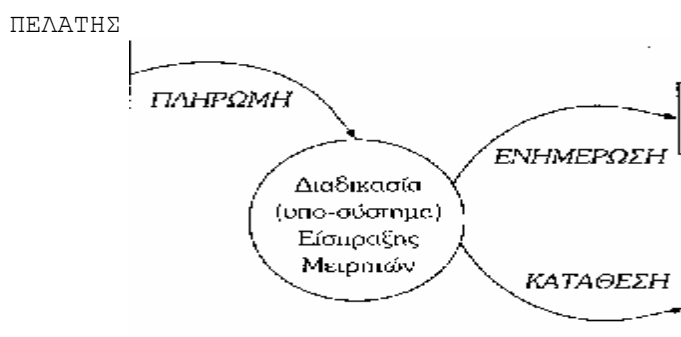 ΠΕΛΑΤΗΣ
ΠΛΗΡΩΜΗ
ΕΝΗΜΕΡΩΣΗ
Διαδικασία
(υπο-σύστημα)
Είσπραξης
Μετρητών
ΚΑΤΑΘΕΣΗ